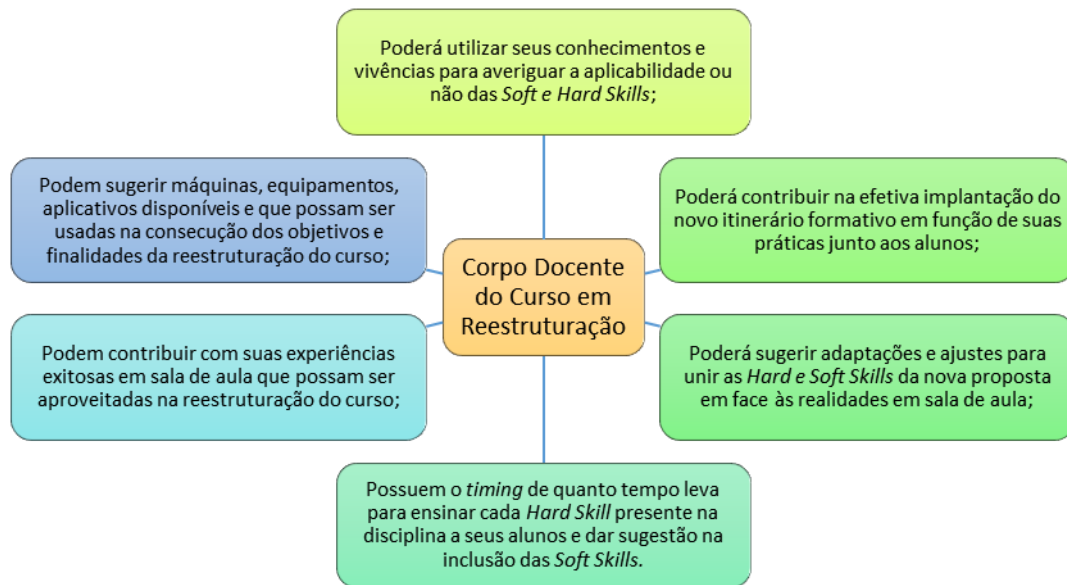 Poderá utilizar seus conhecimentos e
vivências para averiguar a aplicabilidade ou
não das Soft e Hard Skills;
Podem sugerir máquinas, equipamentos,
aplicativos disponíveis e que possam ser
usadas na consecução dos objetivos e
finalidades da reestruturação do curso;
Poderá contribuir na efetiva implantação do
novo itinerário formativo em função de suas
práticas junto aos alunos;
Corpo Docente
do Curso em
Reestruturação
Podem contribuir com suas experiências
exitosas em sala de aula que possam ser
aproveitadas na reestruturação do curso;
Poderá sugerir adaptações e ajustes para
unir as Hard e Soft Skills da nova proposta
em face às realidades em sala de aula;
Possuem o timing de quanto tempo leva
para ensinar cada Hard Skill presente na
disciplina a seus alunos e dar sugestão na
inclusão das Soft Skills.